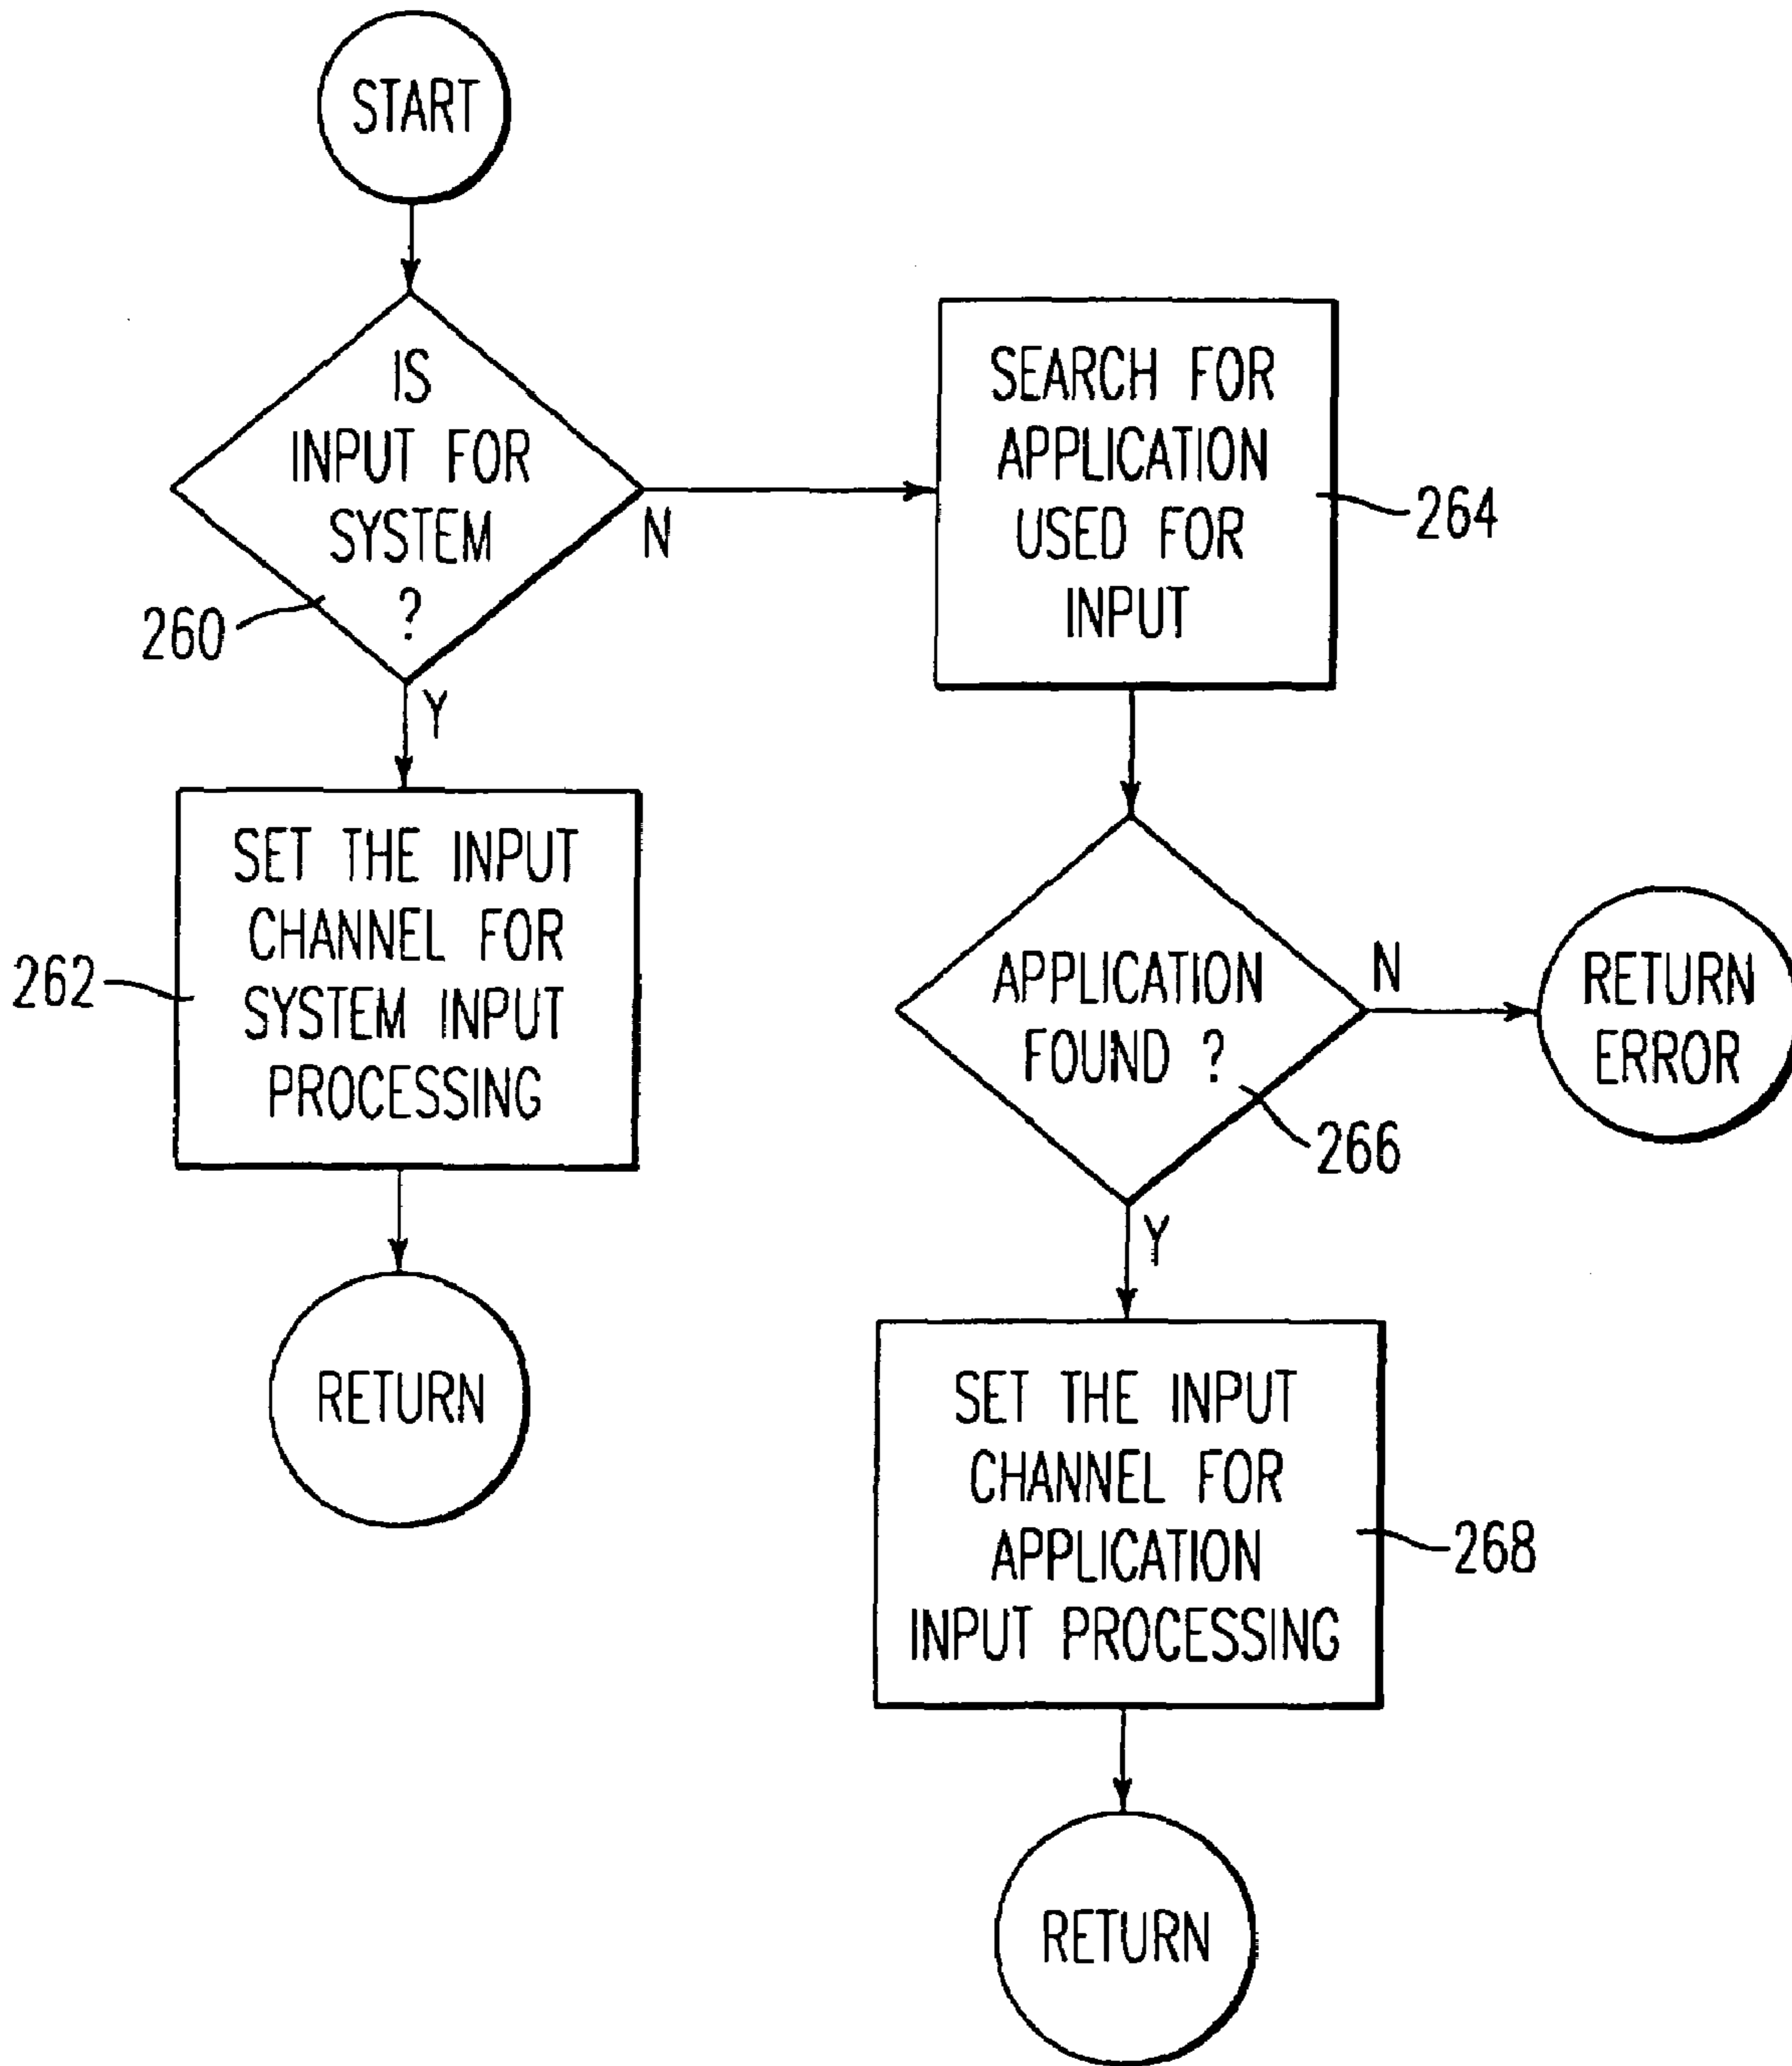 START
IS
INPUT FOR
SYSTEM
?
260
N
Y
SET THE INPUT
CHANNEL FOR
SYSTEM INPUT
PROCESSING
262
RETURN
SEARCH FOR
APPLICATION
USED FOR
INPUT
264
APPLICATION
FOUND ?
266
N
RETURN
ERROR
Y
SET THE INPUT
CHANNEL FOR
APPLICATION
INPUT PROCESSING
268
RETURN